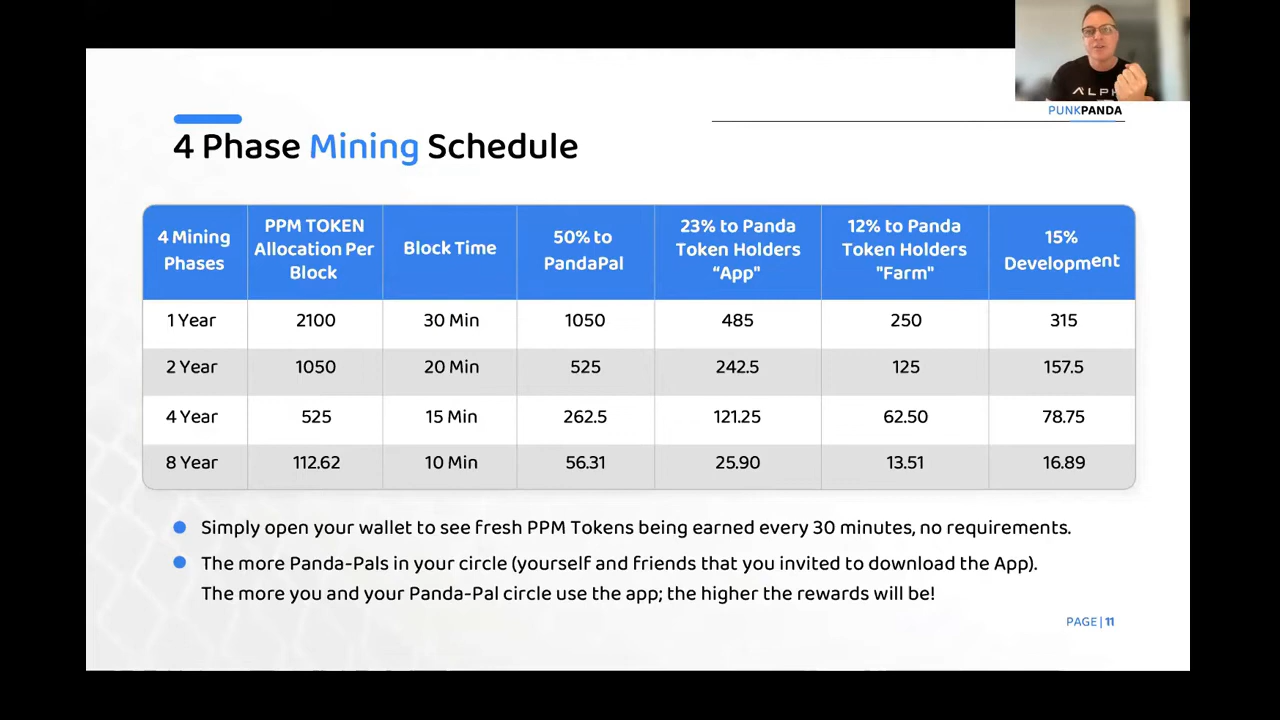 ALPH
PUNKPANDA
4 Phase Mining Schedule
4 Mining Phases
PPM TOKEN Allocation Per Block
Block Time
50% to PandaPal
23% to Panda Token Holders “App"
12% to Panda Token Holders "Farm"
15% Development
1 Year 2100 30 Min 1050 485 250 315
2 Year 1050 20 Min 525 242.5 125 157.5
4 Year 525 15 Min 262.5 121.25 62.50 78.75
8 Year 112.62 10 Min 56.31 25.90 13.51 16.89
Simply open your wallet to see fresh PPM Tokens being earned every 30 minutes, no requirements.
The more Panda-Pals in your circle (yourself and friends that you invited to download the App).
The more you and your Panda-Pal circle use the app; the higher the rewards will be!
PAGE | 11